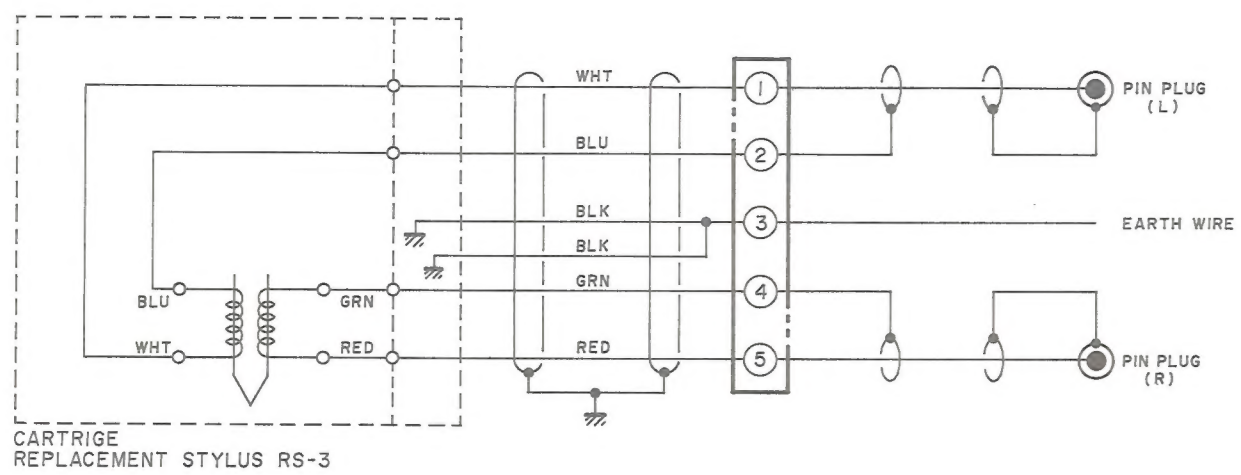 WHT
1
PIN PLUG
(L)
BLU
2
BLK
3
EARTH WIRE
BLK
GRN
4
BLU
GRN
WHT
RED
RED
5
PIN PLUG
(R)
CARTRIGE
REPLACEMENT STYLUS RS-3